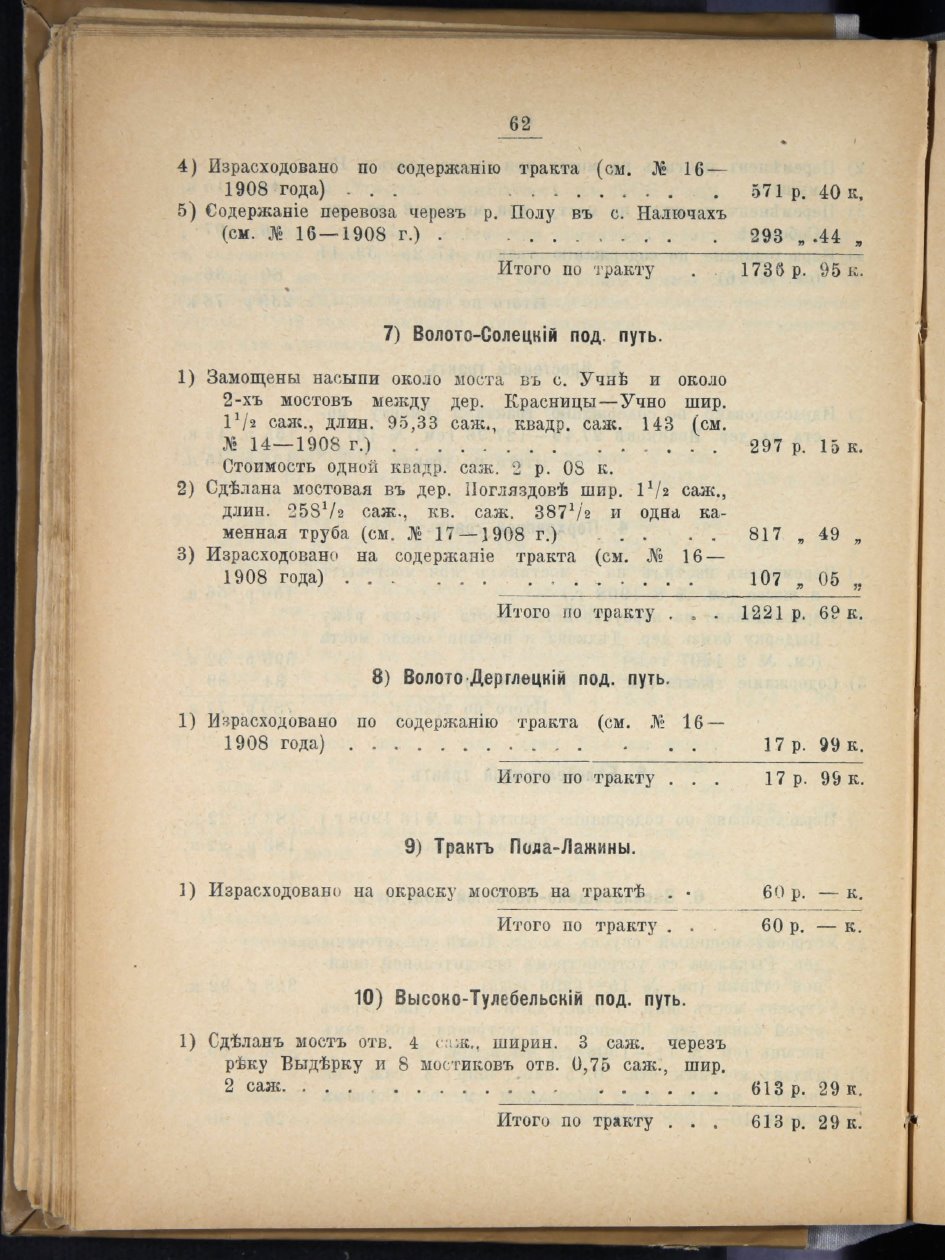 62
4) Израсходовано по содержанію тракта (см. № 16—
1908 года) . . . . . . . . . . . 571 р. 40 к.
5) Содержаніе перевоза черезъ р. Полу въ с. Налючахъ
(см. № 16—1908 г.) . . . . . . . . . 293 „ 44 „
Итого по тракту . 1736 р. 95 к.
7) Волото-Солецкій под. путь.
1) Замощены насыпи около моста въ с. Учнѣ и около
2-хъ мостовъ между дер. Красницы—Учно шир.
1¹/₂ саж., длин. 95,33 саж., квадр. саж. 143 (см.
№ 14—1908 г.) . . . . . . . . . . . . . 297 р. 15 к.
Стоимость одной квадр. саж. 2 р. 08 к.
2) Сдѣлана мостовая въ дер. Погляздовѣ шир. 1¹/₂ саж.,
длин. 258¹/₂ саж., кв. саж. 387¹/₂ и одна ка-
менная труба (см. № 17—1908 г.) . . . . . 817 „ 49 „
3) Израсходовано на содержаніе тракта (см. № 16—
1908 года) . . . . . . . . . . . . . . 107 „ 05 „
Итого по тракту . . . 1221 р. 69 к.
8) Волото-Дерглецкій под. путь.
1) Израсходовано по содержанію тракта (см. № 16—
1908 года) . . . . . . . . . . . . . . 17 р. 99 к.
Итого по тракту . . . 17 р. 99 к.
9) Трактъ Пола-Лажины.
1) Израсходовано на окраску мостовъ на трактѣ . . 60 р. — к.
Итого по тракту . . . 60 р. — к.
10) Высоко-Тулебельскій под. путь.
1) Сдѣланъ мостъ отв. 4 саж., ширин. 3 саж. черезъ
рѣку Выдѣрку и 8 мостиковъ отв. 0,75 саж., шир.
2 саж. . . . . . . . . . . . . . . . 613 р. 29 к.
Итого по тракту . . . 613 р. 29 к.